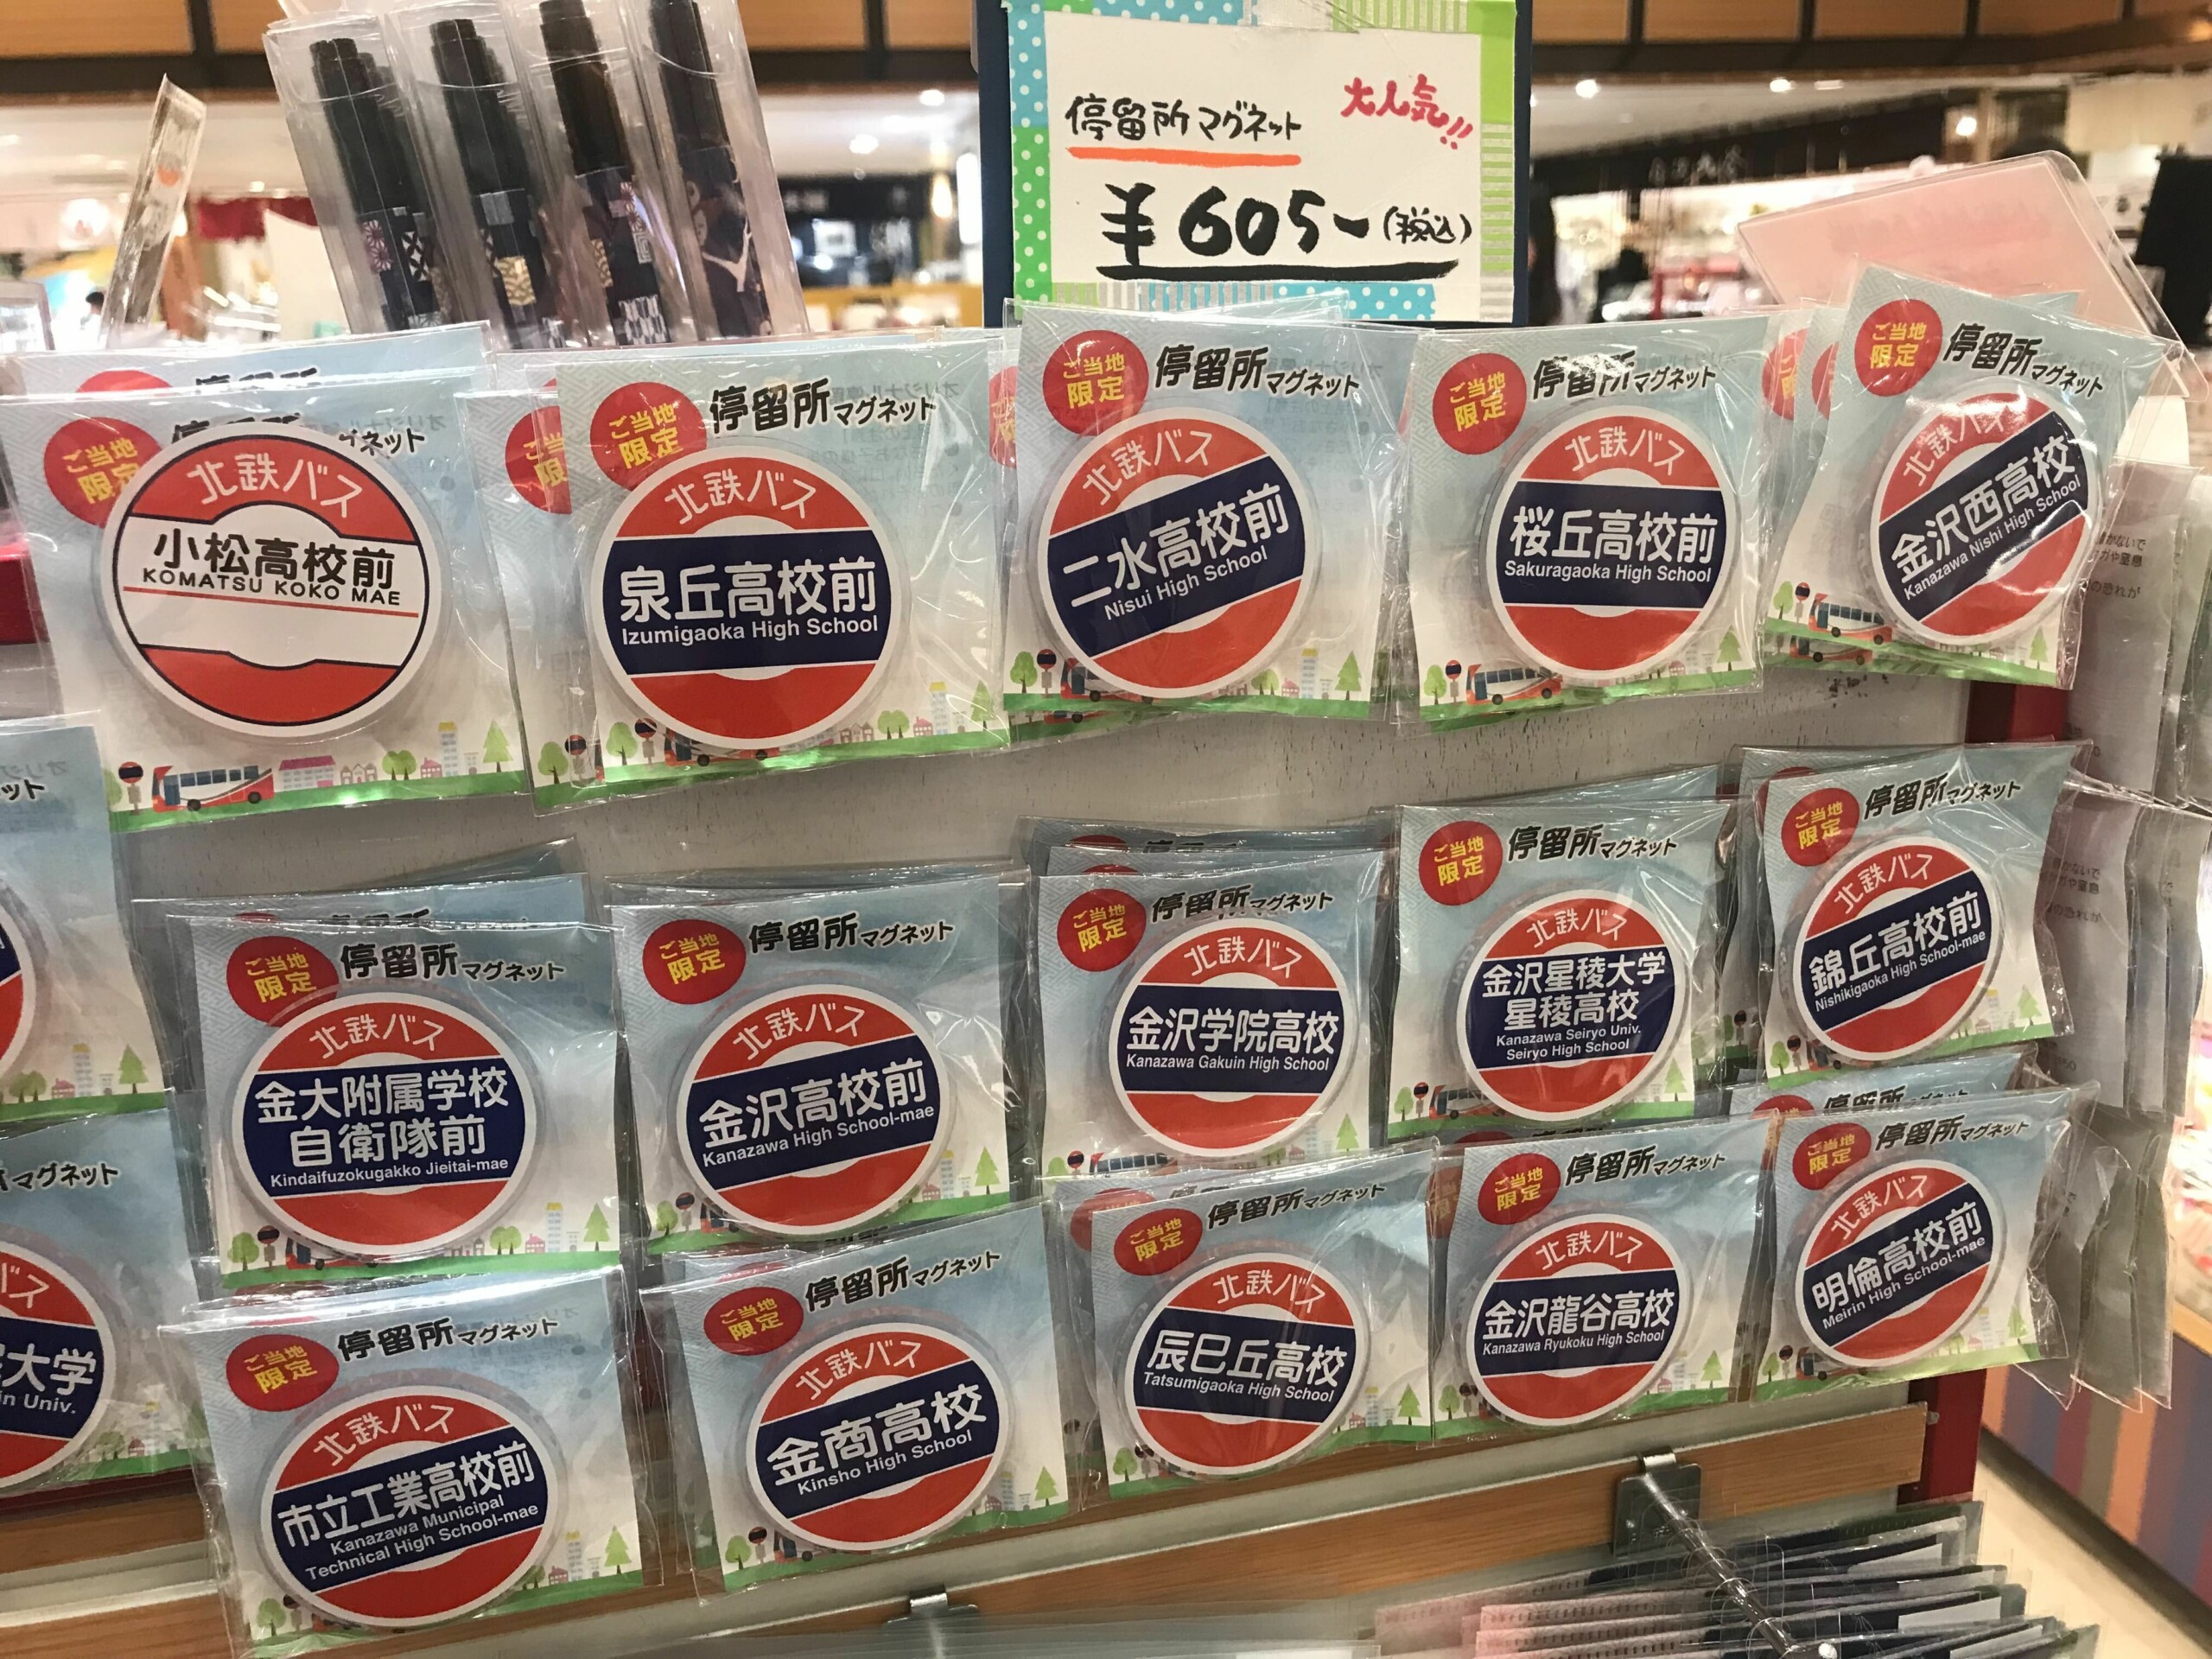 停留所マグネット
大人気!!
¥605-(税込)
ご当地
限定
停留所
マグネット
北鉄バス
小松高校前
KOMATSU KOKO MAE
ご当地
限定
停留所マグネット
北鉄バス
泉丘高校前
Izumigaoka High School
ご当地
限定
停留所マグネット
北鉄バス
二水高校前
Nisui High School
ご当地
限定
停留所マグネット
北鉄バス
桜丘高校前
Sakuragaoka High School
ご当地
限定
停留所マグネット
北鉄バス
金沢西高校
Kanazawa Nishi High School
ご当地
限定
停留所マグネット
北鉄バス
金大附属学校
自衛隊前
Kindaifuzokugakko Jieitai-mae
ご当地
限定
停留所マグネット
北鉄バス
金沢高校前
Kanazawa High School-mae
ご当地
限定
停留所マグネット
北鉄バス
金沢学院高校
Kanazawa Gakuin High School
ご当地
限定
停留所マグネット
北鉄バス
金沢星稜大学
星稜高校
Kanazawa Seiryo Univ.
Seiryo High School
ご当地
限定
停留所マグネット
北鉄バス
錦丘高校前
Nishikigaoka High School-mae
マグネット
大学
Univ.
ご当地
限定
停留所マグネット
北鉄バス
市立工業高校前
Kanazawa Municipal
Technical High School-mae
ご当地
限定
停留所マグネット
北鉄バス
金商高校
Kinsho High School
ご当地
限定
停留所マグネット
北鉄バス
辰巳丘高校
Tatsumigaoka High School
ご当地
限定
停留所マグネット
北鉄バス
金沢龍谷高校
Kanazawa Ryukoku High School
ご当地
限定
停留所マグネット
北鉄バス
明倫高校前
Meirin High School-mae